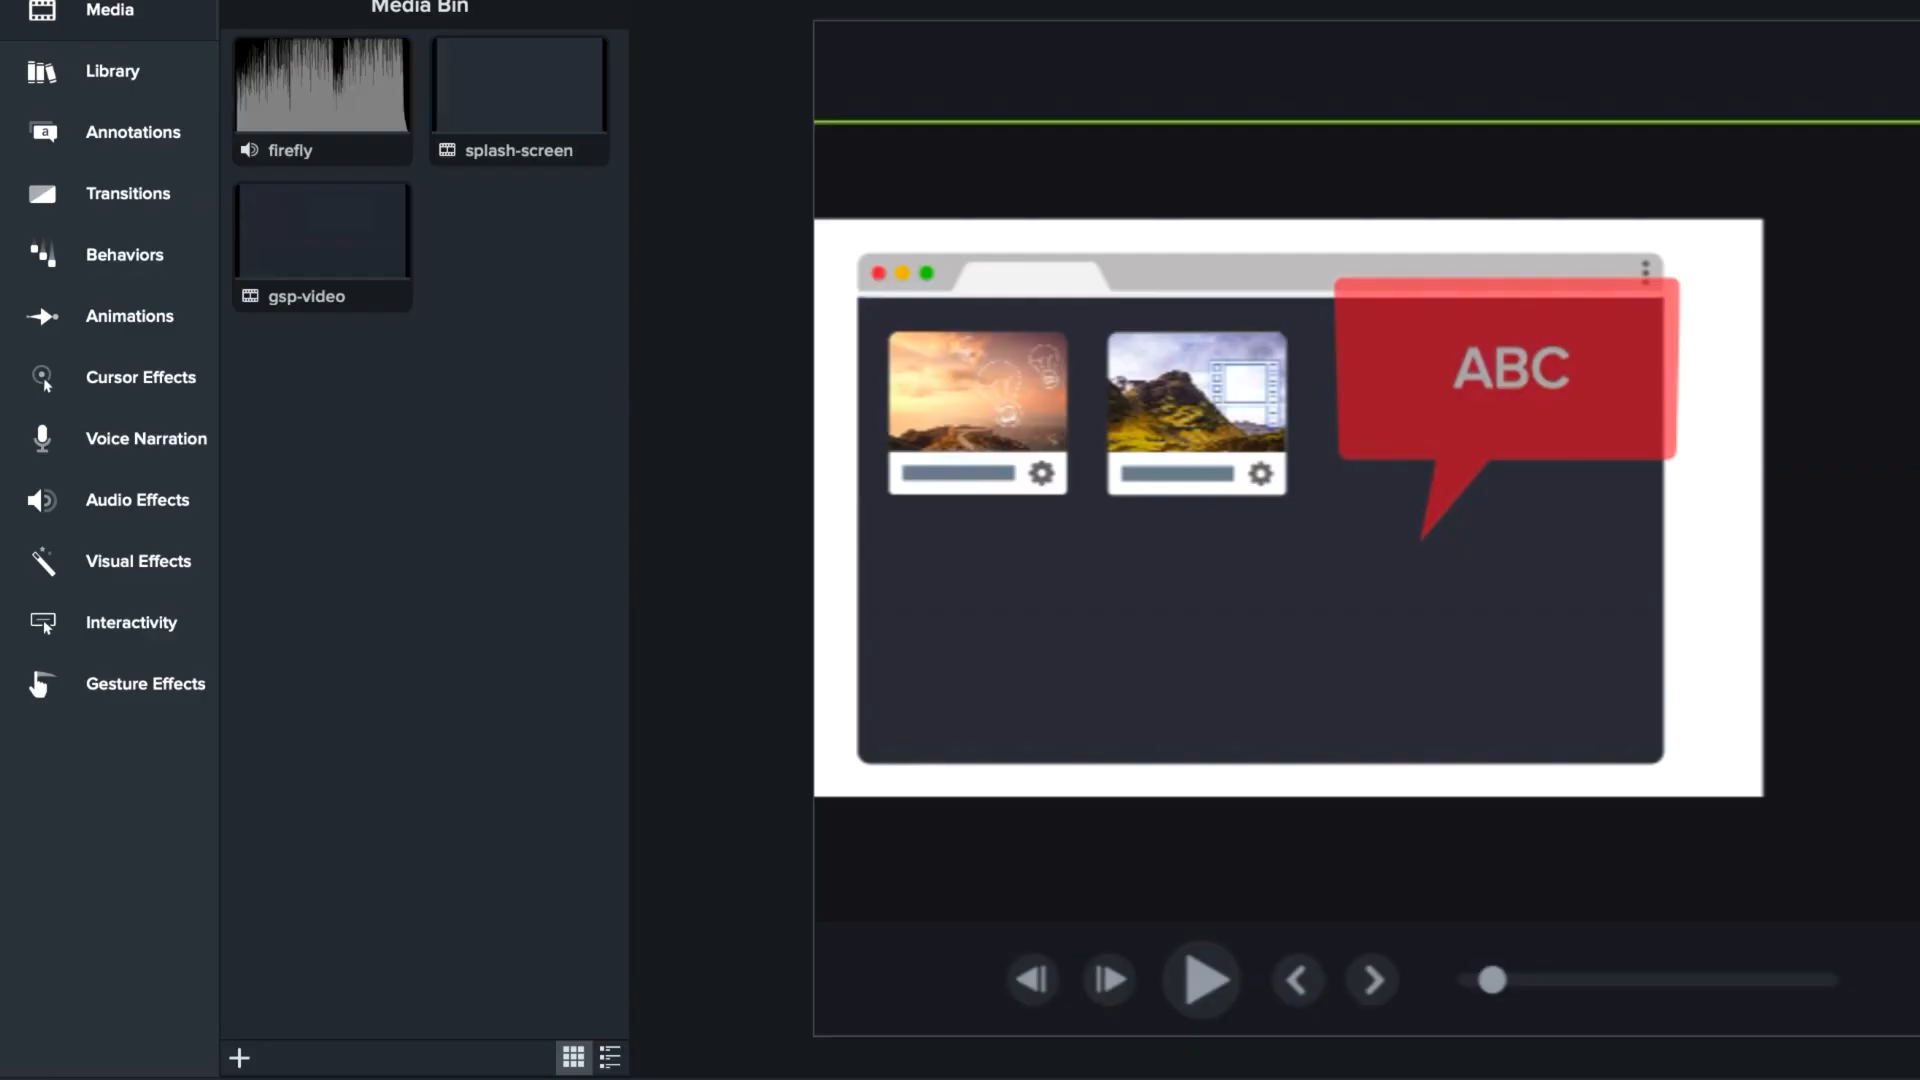 Media
Media Bin
Library
Annotations
Transitions
Behaviors
Animations
Cursor Effects
Voice Narration
Audio Effects
Visual Effects
Interactivity
Gesture Effects
firefly
splash-screen
gsp-video
ABC